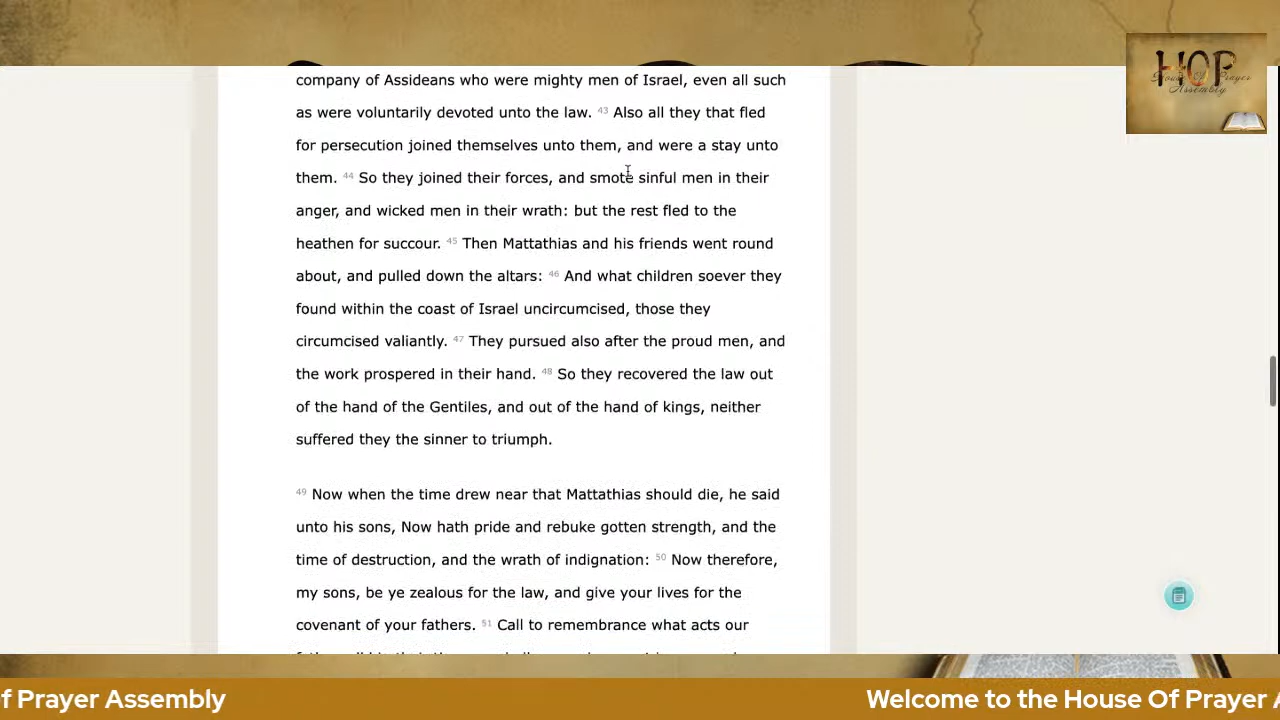 HOP
House Of Prayer
Assembly
company of Assideans who were mighty men of Israel, even all such
as were voluntarily devoted unto the law. 43 Also all they that fled
for persecution joined themselves unto them, and were a stay unto
them. 44 So they joined their forces, and smote sinful men in their
anger, and wicked men in their wrath: but the rest fled to the
heathen for succour. 45 Then Mattathias and his friends went round
about, and pulled down the altars: 46 And what children soever they
found within the coast of Israel uncircumcised, those they
circumcised valiantly. 47 They pursued also after the proud men, and
the work prospered in their hand. 48 So they recovered the law out
of the hand of the Gentiles, and out of the hand of kings, neither
suffered they the sinner to triumph.
49 Now when the time drew near that Mattathias should die, he said
unto his sons, Now hath pride and rebuke gotten strength, and the
time of destruction, and the wrath of indignation: 50 Now therefore,
my sons, be ye zealous for the law, and give your lives for the
covenant of your fathers. 51 Call to remembrance what acts our
f Prayer Assembly
Welcome to the House Of Prayer A